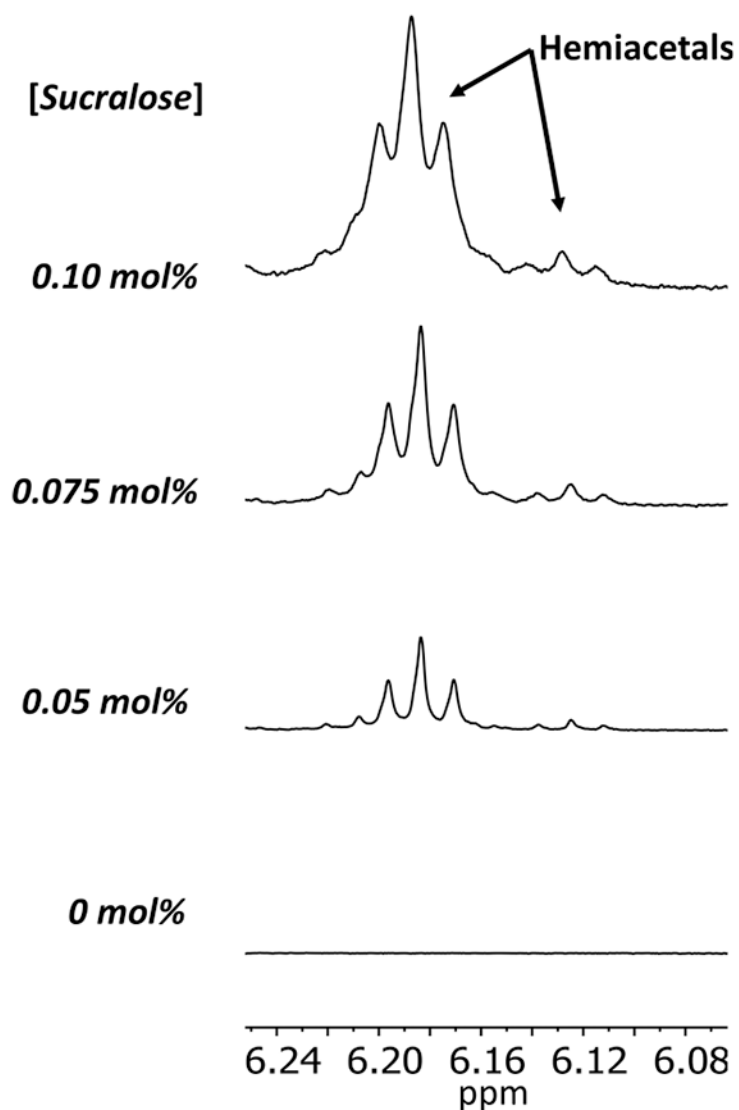 Hemiacetals
[Sucralose]
0.10 mol%
0.075 mol%
0.05 mol%
0 mol%
6.24 6.20 6.16 6.12 6.08
ppm